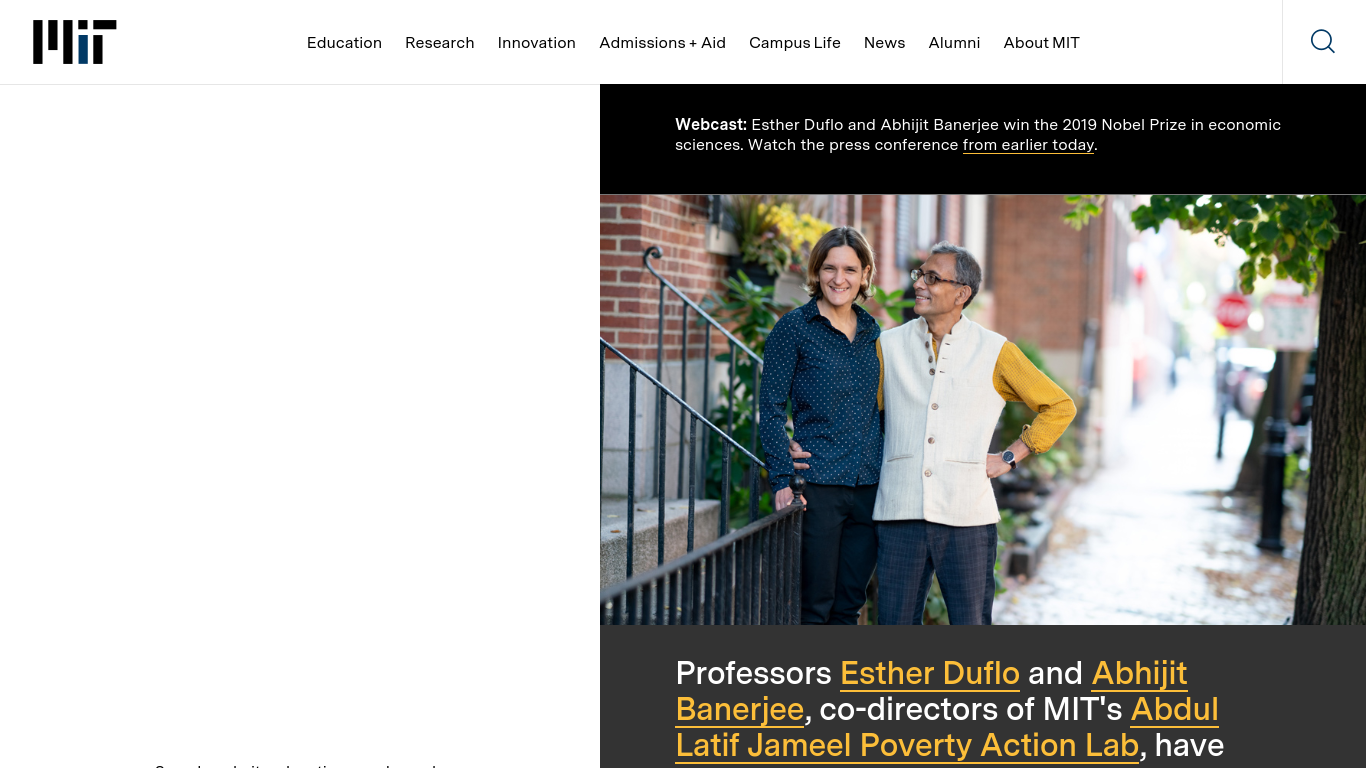 MIT
Education Research Innovation Admissions + Aid Campus Life News Alumni About MIT
Webcast: Esther Duflo and Abhijit Banerjee win the 2019 Nobel Prize in economic
sciences. Watch the press conference from earlier today.
Professors Esther Duflo and Abhijit
Banerjee, co-directors of MIT's Abdul
Latif Jameel Poverty Action Lab, have